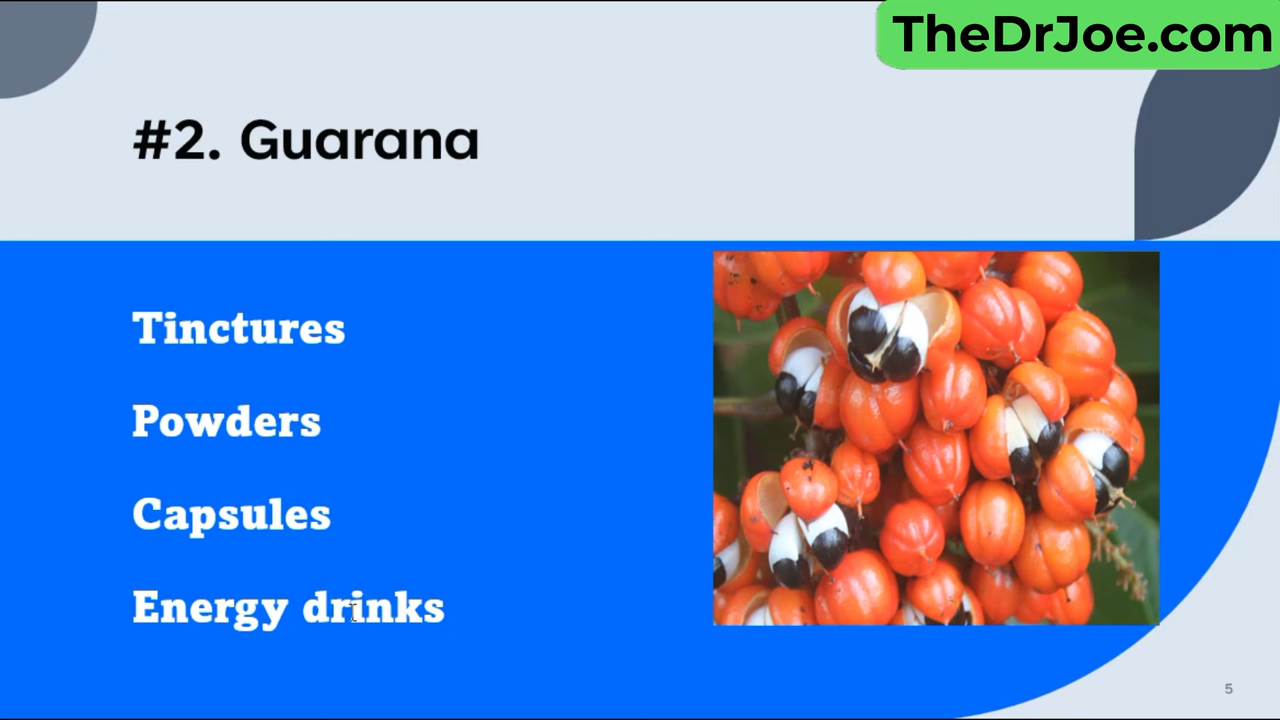 TheDrJoe.com
#2. Guarana
Tinctures
Powders
Capsules
Energy drinks
5